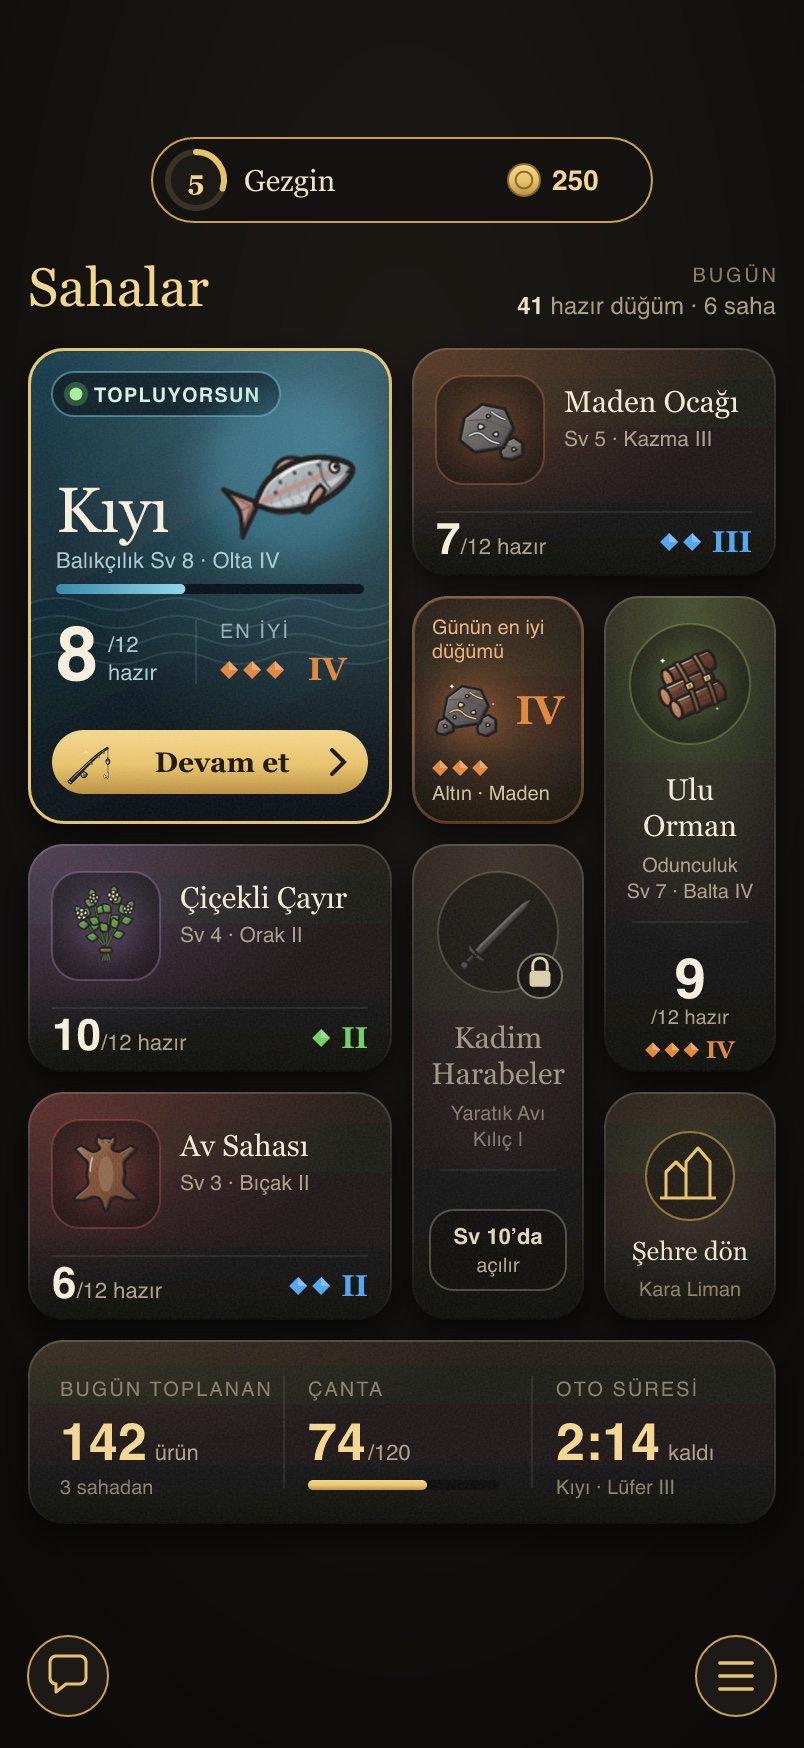 5 Gezgin 250
Sahalar
BUGÜN
41 hazır düğüm · 6 saha
TOPLUYORSUN
Kıyı
Balıkçılık Sv 8 · Olta IV
8 /12 hazır
EN İYİ
IV
Devam et
Maden Ocağı
Sv 5 · Kazma III
7/12 hazır
III
Günün en iyi
düğümü
IV
Altın · Maden
Ulu
Orman
Odunculuk
Sv 7 · Balta IV
9
/12 hazır
IV
Çiçekli Çayır
Sv 4 · Orak II
10/12 hazır
II
Kadim
Harabeler
Yaratık Avı
Kılıç I
Sv 10’da
açılır
Av Sahası
Sv 3 · Bıçak II
6/12 hazır
II
Şehre dön
Kara Liman
BUGÜN TOPLANAN
142 ürün
3 sahadan
ÇANTA
74/120
OTO SÜRESİ
2:14 kaldı
Kıyı · Lüfer III